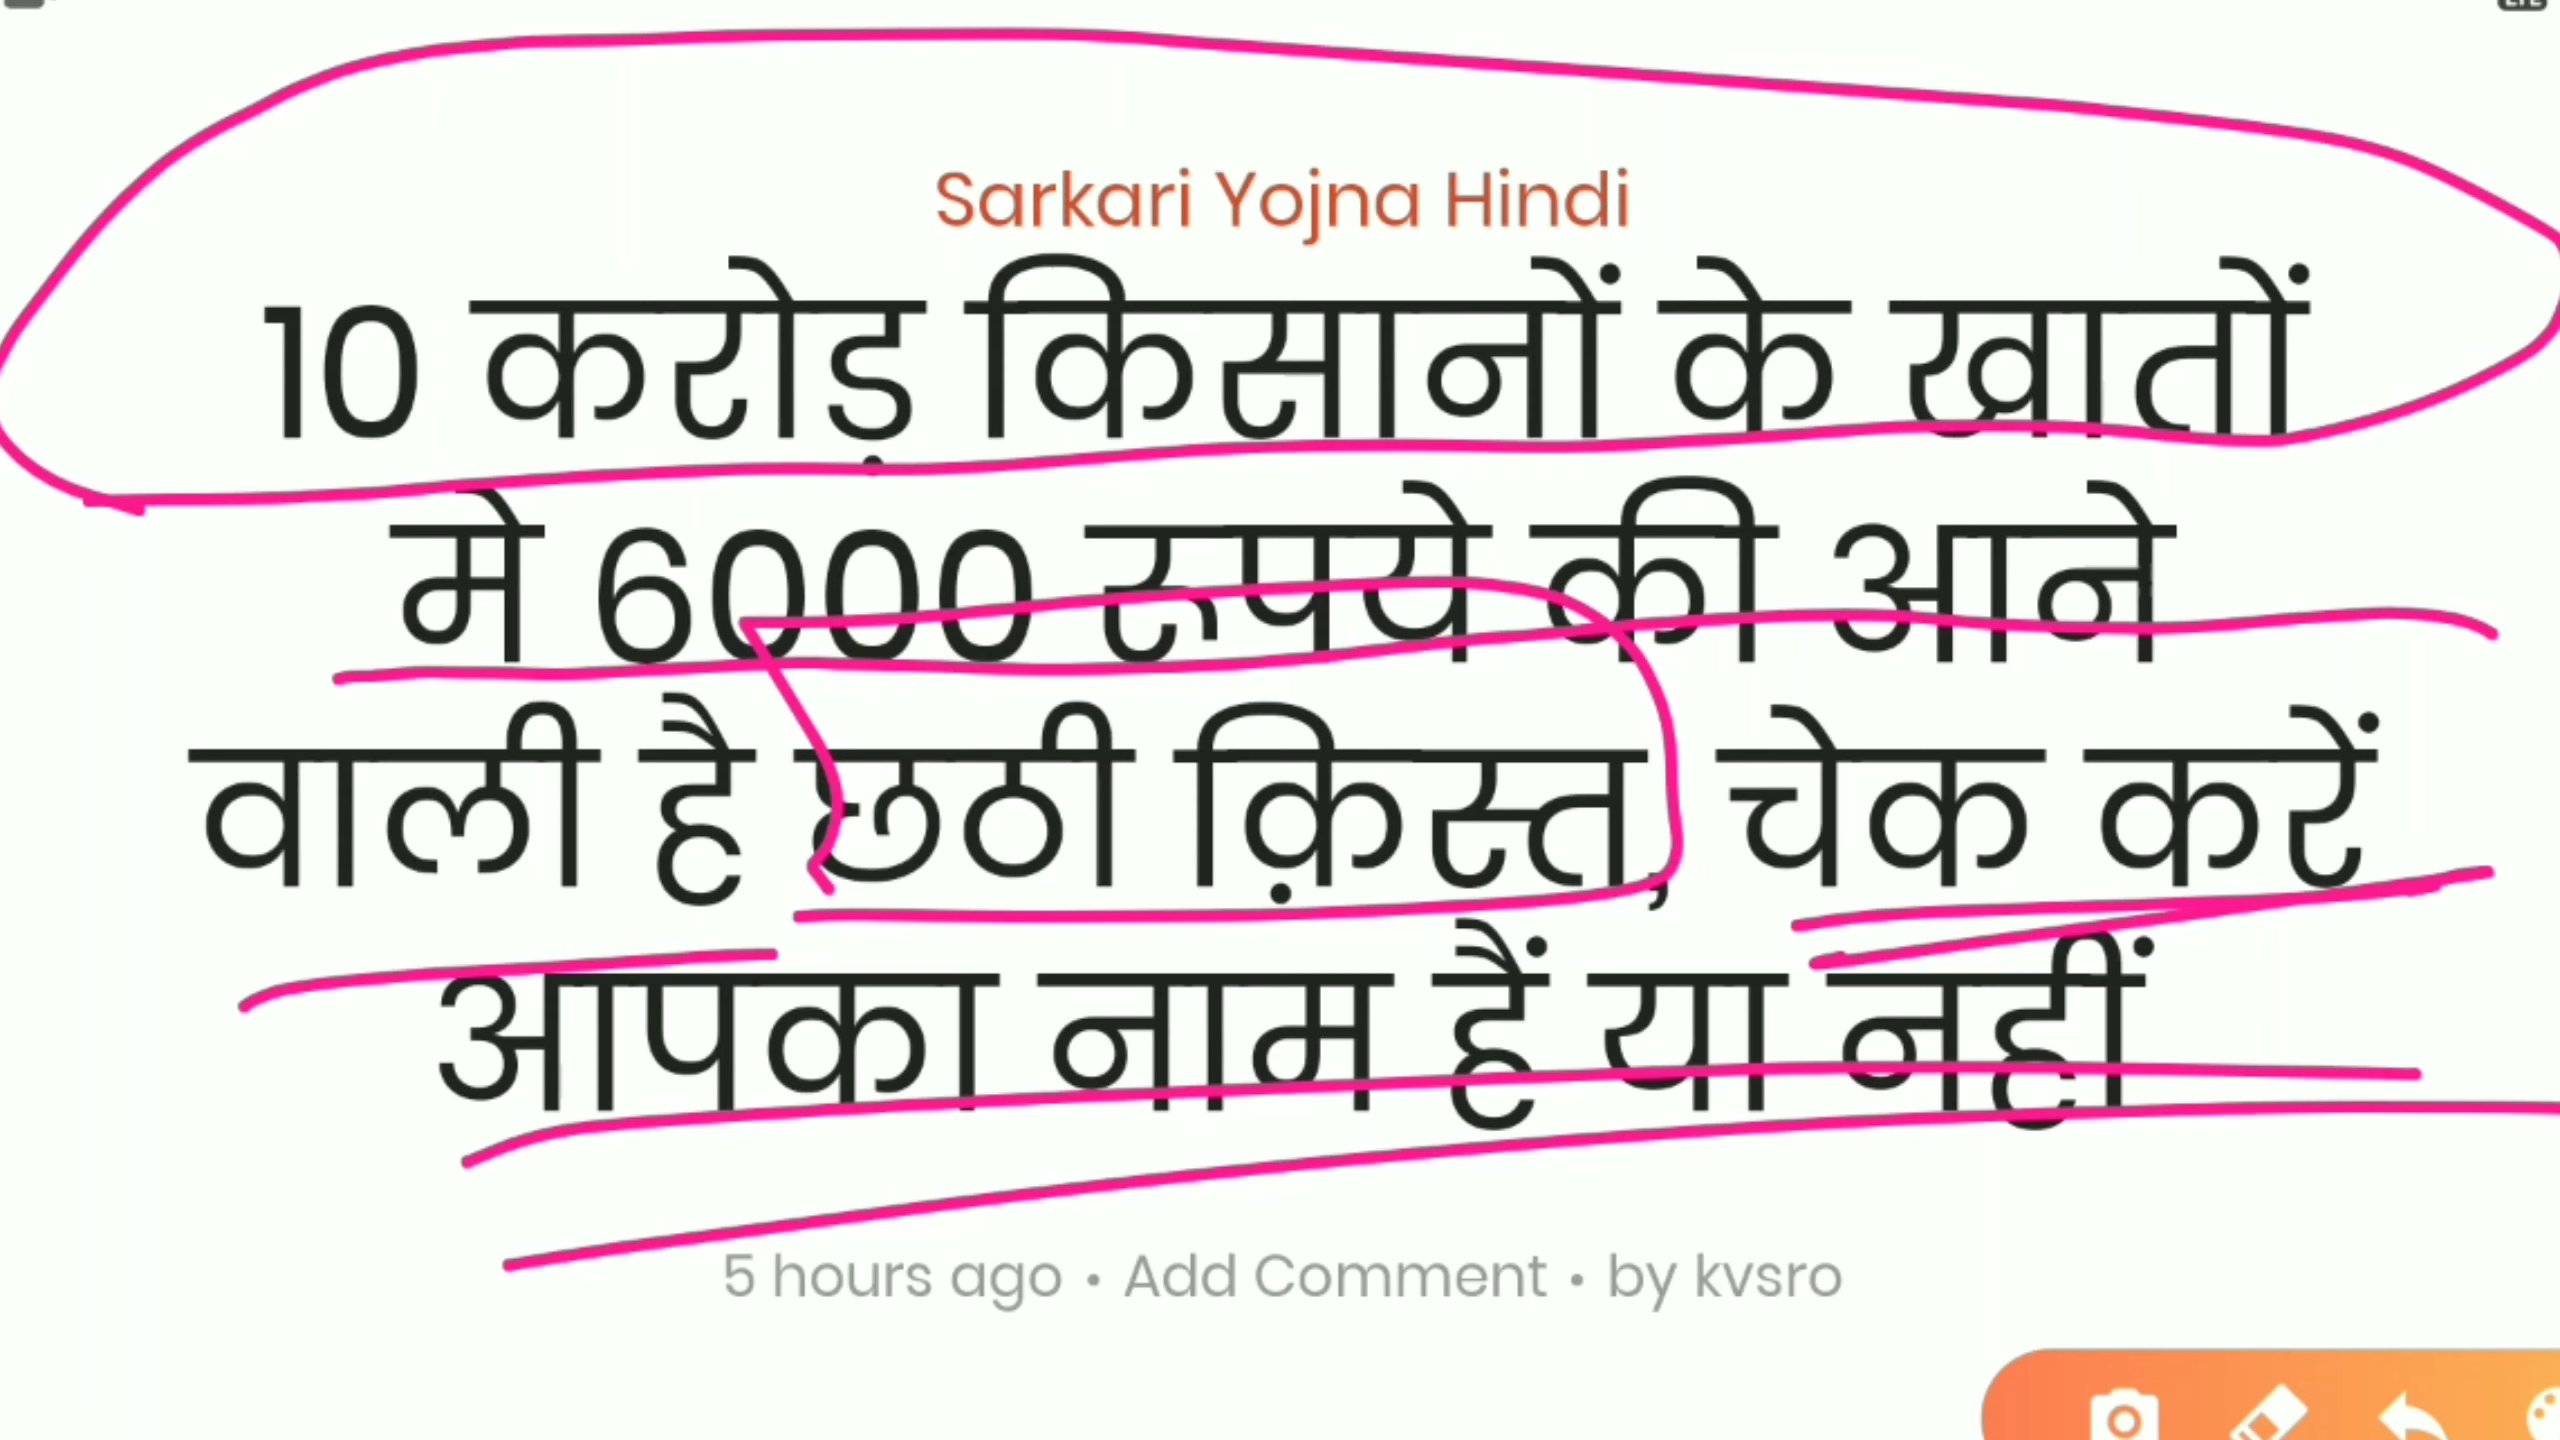 Sarkari Yojna Hindi
10 करोड़ किसानों के खातों
मे 6000 रूपये की आने
वाली है छठी क़िस्त, चेक करें
आपका नाम हैं या नहीं
5 hours ago • Add Comment • by kvsro